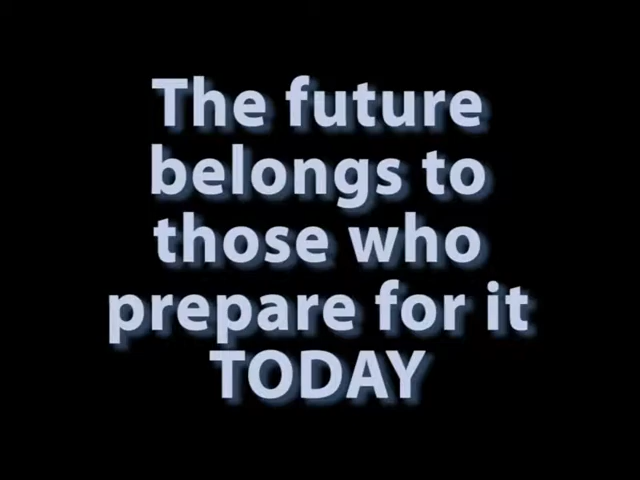 The future
belongs to
those who
prepare for it
TODAY